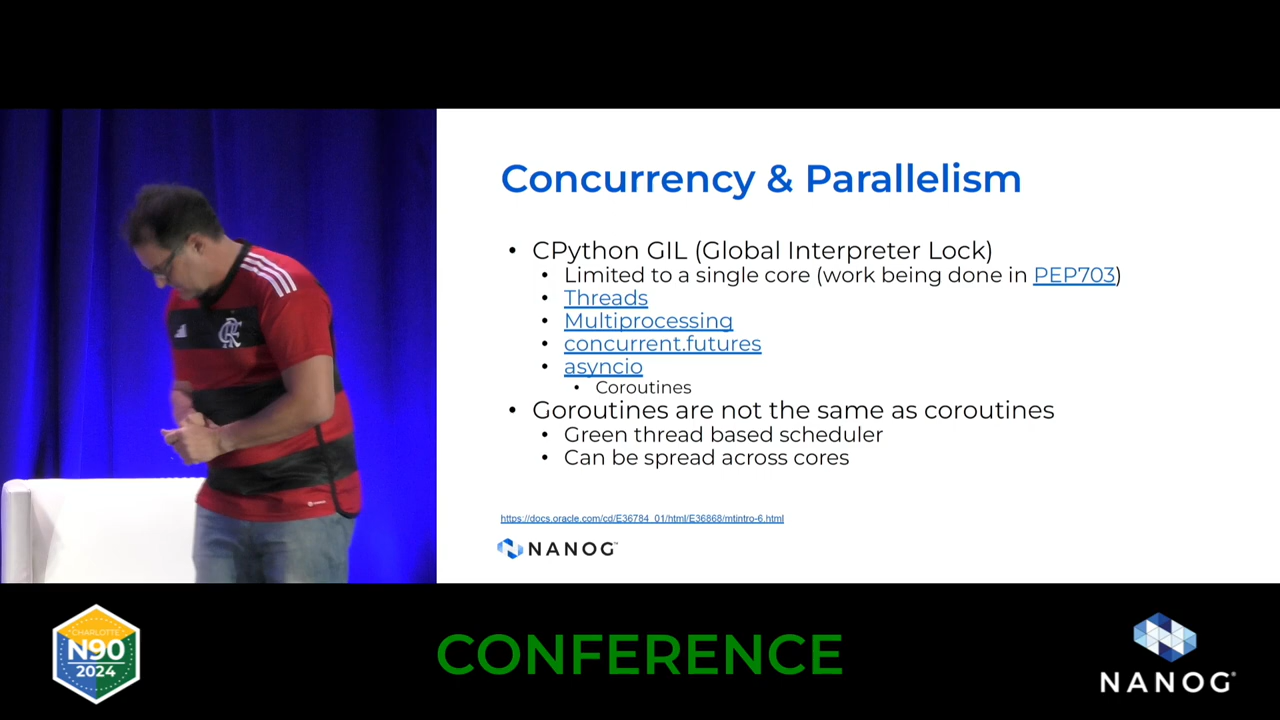 Concurrency & Parallelism
• CPython GIL (Global Interpreter Lock)
• Limited to a single core (work being done in PEP703)
• Threads
• Multiprocessing
• concurrent.futures
• asyncio
• Coroutines
• Goroutines are not the same as coroutines
• Green thread based scheduler
• Can be spread across cores
https://docs.oracle.com/cd/E36784_01/html/E36868/mtintro-6.html
NANOG™
CHARLOTTE
N90
2024
CONFERENCE
NANOG®